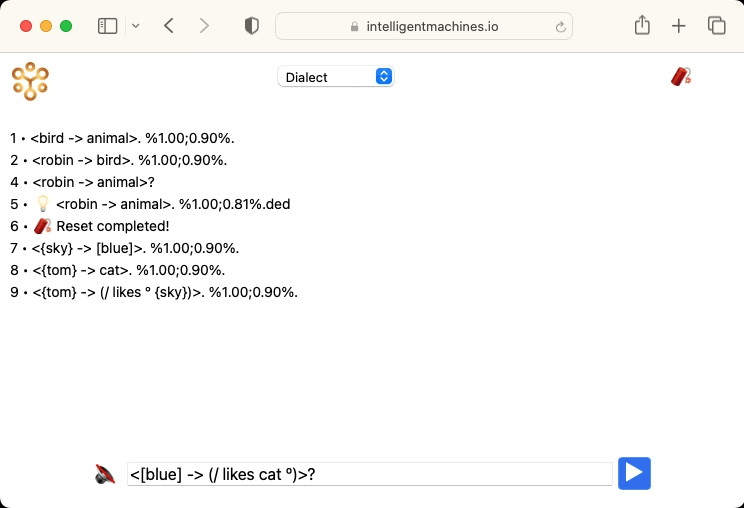 intelligentmachines.io
Dialect
1 • <bird -> animal>. %1.00;0.90%.
2 • <robin -> bird>. %1.00;0.90%.
4 • <robin -> animal>?
5 • 💡 <robin -> animal>. %1.00;0.81%.ded
6 • 🧨 Reset completed!
7 • <{sky} -> [blue]>. %1.00;0.90%.
8 • <{tom} -> cat>. %1.00;0.90%.
9 • <{tom} -> (/ likes º {sky})>. %1.00;0.90%.
<[blue] -> (/ likes cat º)>?